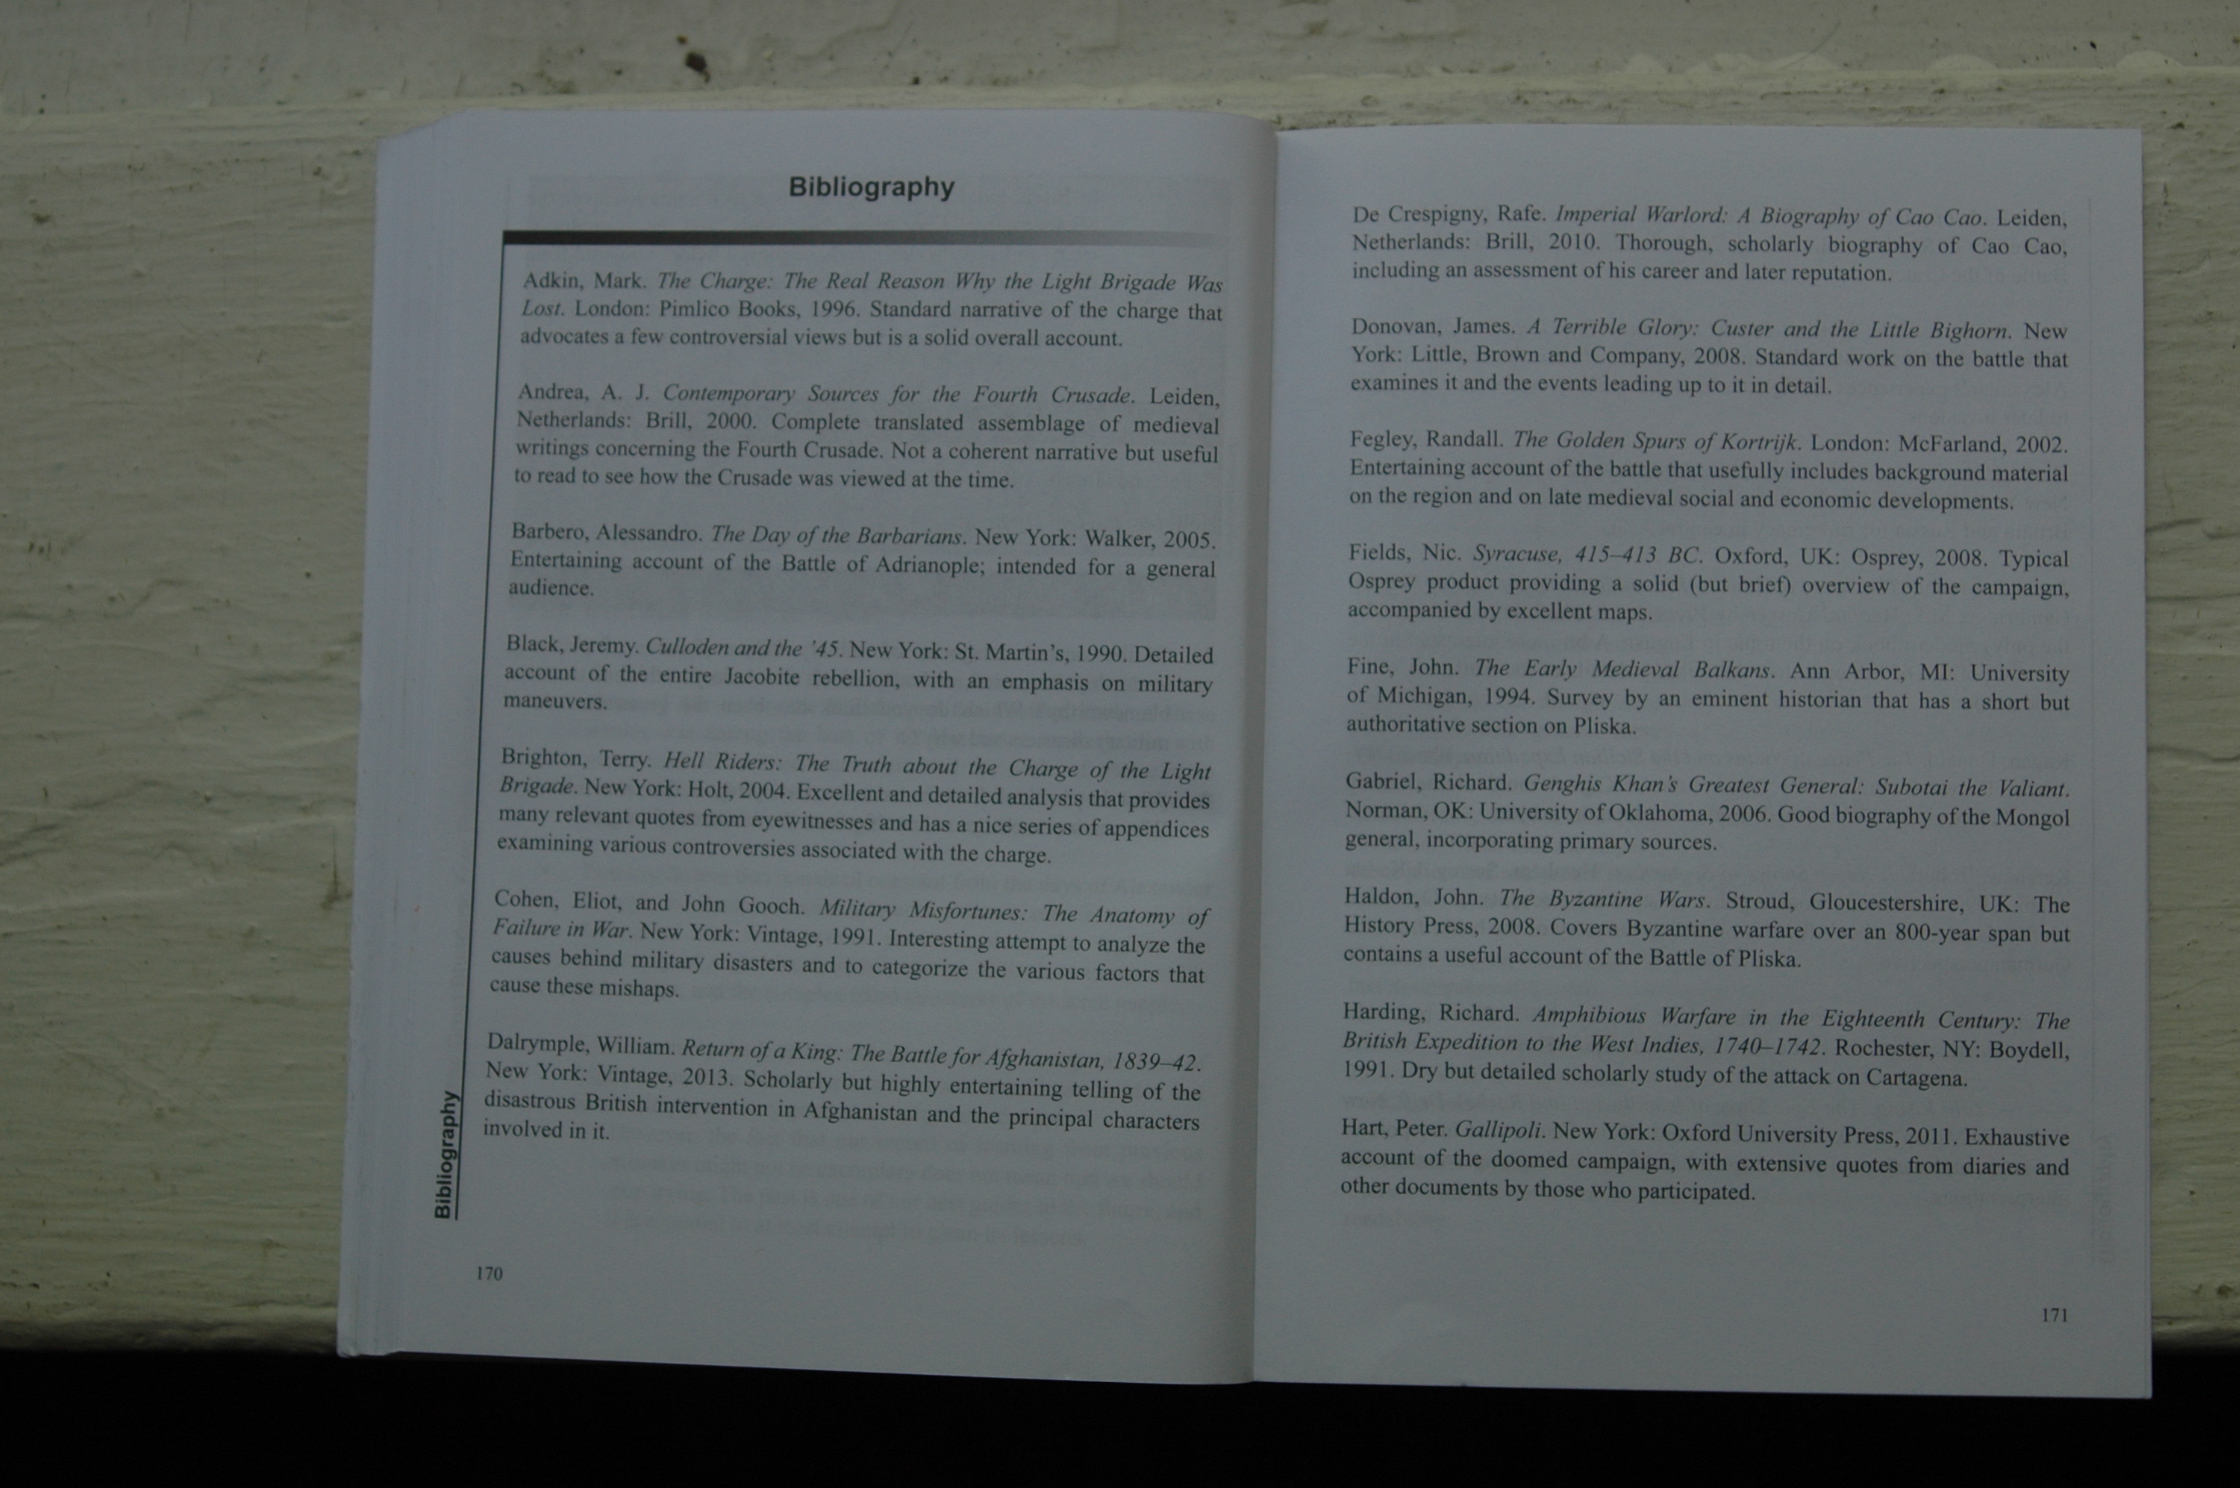 Bibliography
Adkin, Mark. The Charge: The Real Reason Why the Light Brigade Was
Lost. London: Pimlico Books, 1996. Standard narrative of the charge that
advocates a few controversial views but is a solid overall account.
Andrea, A. J. Contemporary Sources for the Fourth Crusade. Leiden,
Netherlands: Brill, 2000. Complete translated assemblage of medieval
writings concerning the Fourth Crusade. Not a coherent narrative but useful
to read to see how the Crusade was viewed at the time.
Barbero, Alessandro. The Day of the Barbarians. New York: Walker, 2005.
Entertaining account of the Battle of Adrianople; intended for a general
audience.
Black, Jeremy. Culloden and the ’45. New York: St. Martin’s, 1990. Detailed
account of the entire Jacobite rebellion, with an emphasis on military
maneuvers.
Brighton, Terry. Hell Riders: The Truth about the Charge of the Light
Brigade. New York: Holt, 2004. Excellent and detailed analysis that provides
many relevant quotes from eyewitnesses and has a nice series of appendices
examining various controversies associated with the charge.
Cohen, Eliot, and John Gooch. Military Misfortunes: The Anatomy of
Failure in War. New York: Vintage, 1991. Interesting attempt to analyze the
causes behind military disasters and to categorize the various factors that
cause these mishaps.
Dalrymple, William. Return of a King: The Battle for Afghanistan, 1839–42.
New York: Vintage, 2013. Scholarly but highly entertaining telling of the
disastrous British intervention in Afghanistan and the principal characters
involved in it.
Bibliography
170
De Crespigny, Rafe. Imperial Warlord: A Biography of Cao Cao. Leiden,
Netherlands: Brill, 2010. Thorough, scholarly biography of Cao Cao,
including an assessment of his career and later reputation.
Donovan, James. A Terrible Glory: Custer and the Little Bighorn. New
York: Little, Brown and Company, 2008. Standard work on the battle that
examines it and the events leading up to it in detail.
Fegley, Randall. The Golden Spurs of Kortrijk. London: McFarland, 2002.
Entertaining account of the battle that usefully includes background material
on the region and on late medieval social and economic developments.
Fields, Nic. Syracuse, 415–413 BC. Oxford, UK: Osprey, 2008. Typical
Osprey product providing a solid (but brief) overview of the campaign,
accompanied by excellent maps.
Fine, John. The Early Medieval Balkans. Ann Arbor, MI: University
of Michigan, 1994. Survey by an eminent historian that has a short but
authoritative section on Pliska.
Gabriel, Richard. Genghis Khan’s Greatest General: Subotai the Valiant.
Norman, OK: University of Oklahoma, 2006. Good biography of the Mongol
general, incorporating primary sources.
Haldon, John. The Byzantine Wars. Stroud, Gloucestershire, UK: The
History Press, 2008. Covers Byzantine warfare over an 800-year span but
contains a useful account of the Battle of Pliska.
Harding, Richard. Amphibious Warfare in the Eighteenth Century: The
British Expedition to the West Indies, 1740–1742. Rochester, NY: Boydell,
1991. Dry but detailed scholarly study of the attack on Cartagena.
Hart, Peter. Gallipoli. New York: Oxford University Press, 2011. Exhaustive
account of the doomed campaign, with extensive quotes from diaries and
other documents by those who participated.
171